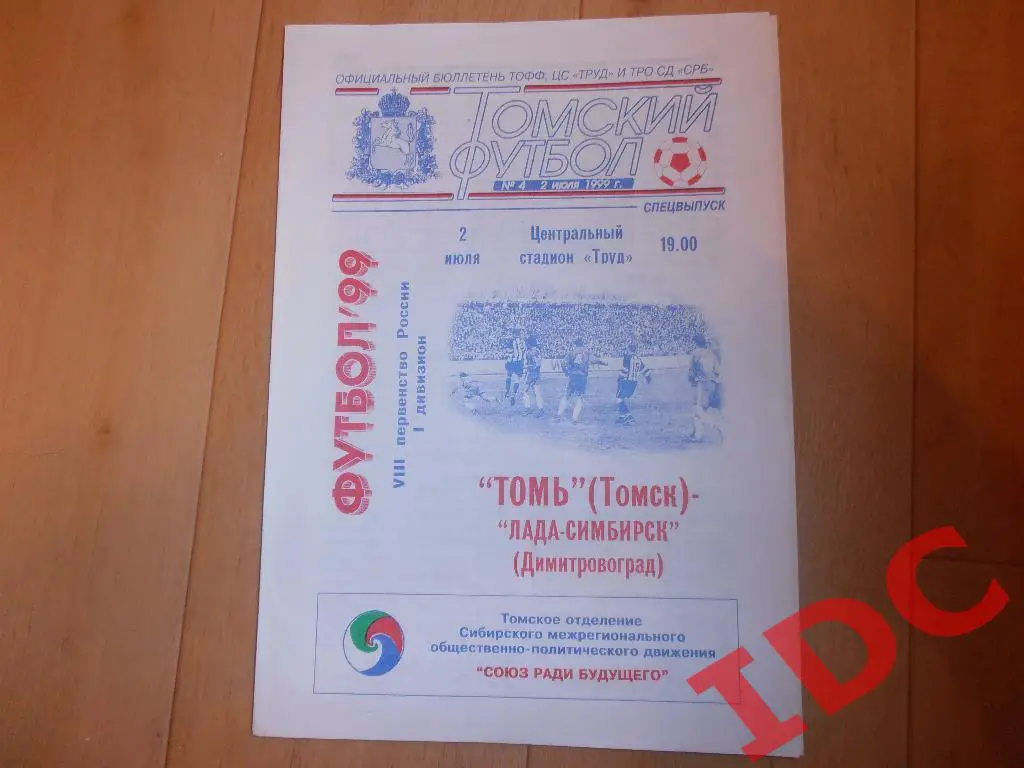 ОФИЦИАЛЬНЫЙ БЮЛЛЕТЕНЬ ТОФФ, ЦС «ТРУД» И ТРО СД «СРБ»
ТОМСКИЙ
ФУТБОЛ
№ 4 2 июля 1999 г.
СПЕЦВЫПУСК
2 июля
Центральный стадион «Труд»
19.00
ФУТБОЛ'99
VIII первенство России
I дивизион
"ТОМЬ" (Томск)-
"ЛАДА-СИМБИРСК"
(Димитровоград)
Томское отделение
Сибирского межрегионального
общественно-политического движения
"СОЮЗ РАДИ БУДУЩЕГО"
IDC